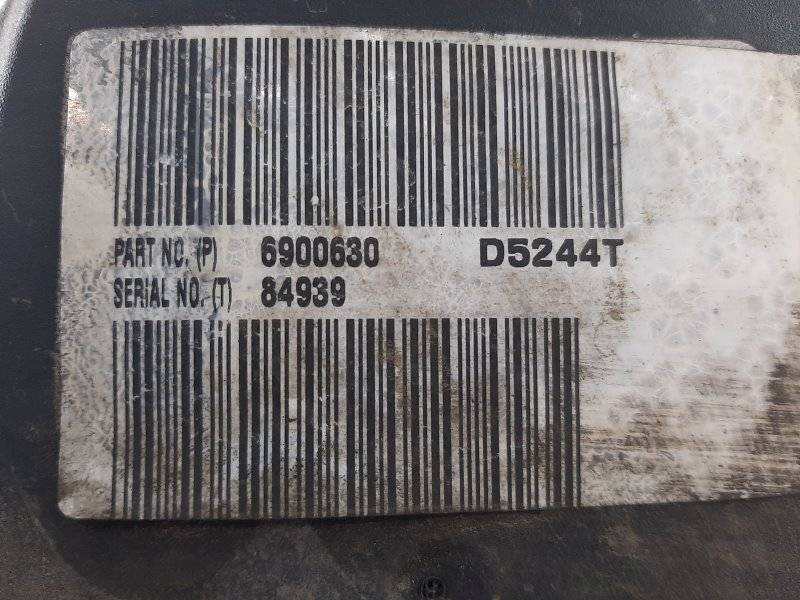 PART NO. (P) 6900630 D5244T
SERIAL NO. (T) 84939